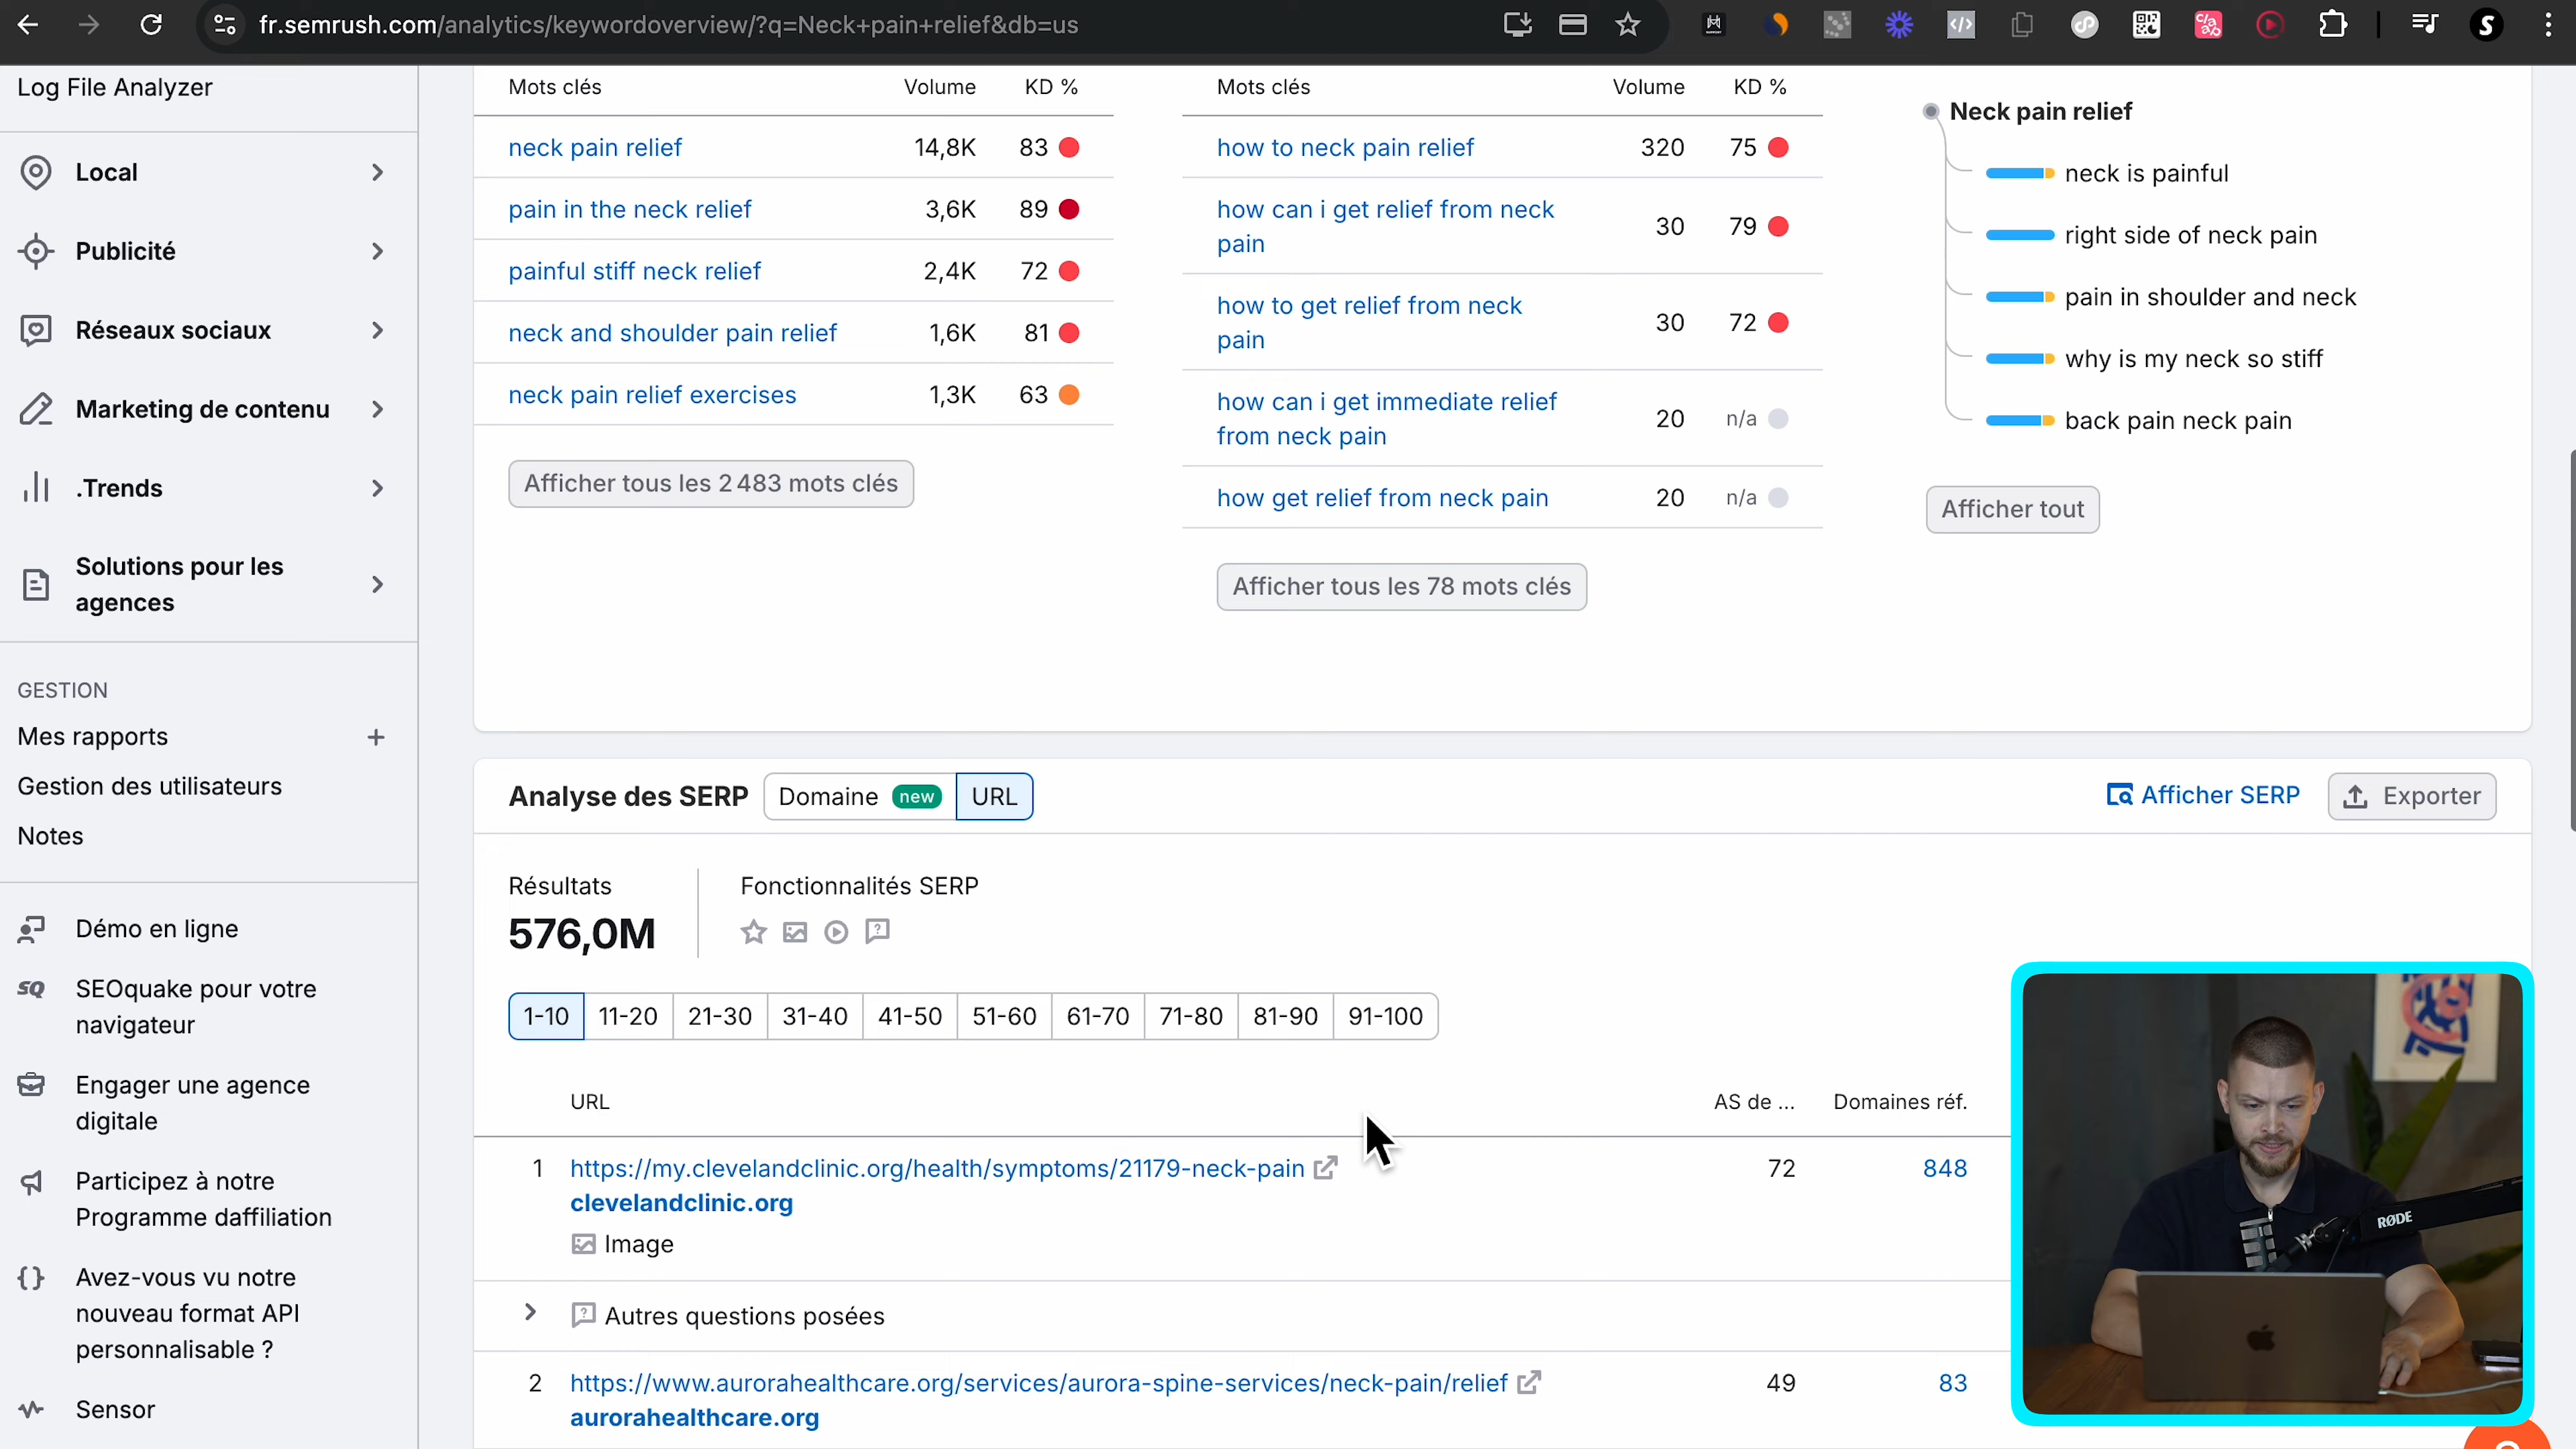 fr.semrush.com/analytics/keywordoverview/?q=Neck+pain+relief&db=us
Log File Analyzer
Local
Publicité
Réseaux sociaux
Marketing de contenu
.Trends
Solutions pour les
agences
GESTION
Mes rapports
Gestion des utilisateurs
Notes
Démo en ligne
SEOquake pour votre
navigateur
Engager une agence
digitale
Participez à notre
Programme daffiliation
Avez-vous vu notre
nouveau format API
personnalisable ?
Sensor
Mots clés Volume KD %
neck pain relief 14,8K 83
pain in the neck relief 3,6K 89
painful stiff neck relief 2,4K 72
neck and shoulder pain relief 1,6K 81
neck pain relief exercises 1,3K 63
Afficher tous les 2 483 mots clés
Mots clés Volume KD %
how to neck pain relief 320 75
how can i get relief from neck
pain 30 79
how to get relief from neck
pain 30 72
how can i get immediate relief
from neck pain 20 n/a
how get relief from neck pain 20 n/a
Afficher tous les 78 mots clés
Neck pain relief
neck is painful
right side of neck pain
pain in shoulder and neck
why is my neck so stiff
back pain neck pain
Afficher tout
Analyse des SERP Domaine new URL Afficher SERP Exporter
Résultats Fonctionnalités SERP
576,0M
1-10 11-20 21-30 31-40 41-50 51-60 61-70 71-80 81-90 91-100
URL AS de ... Domaines réf.
1 https://my.clevelandclinic.org/health/symptoms/21179-neck-pain 72 848
clevelandclinic.org
Image
Autres questions posées
2 https://www.aurorahealthcare.org/services/aurora-spine-services/neck-pain/relief 49 83
aurorahealthcare.org
RØDE